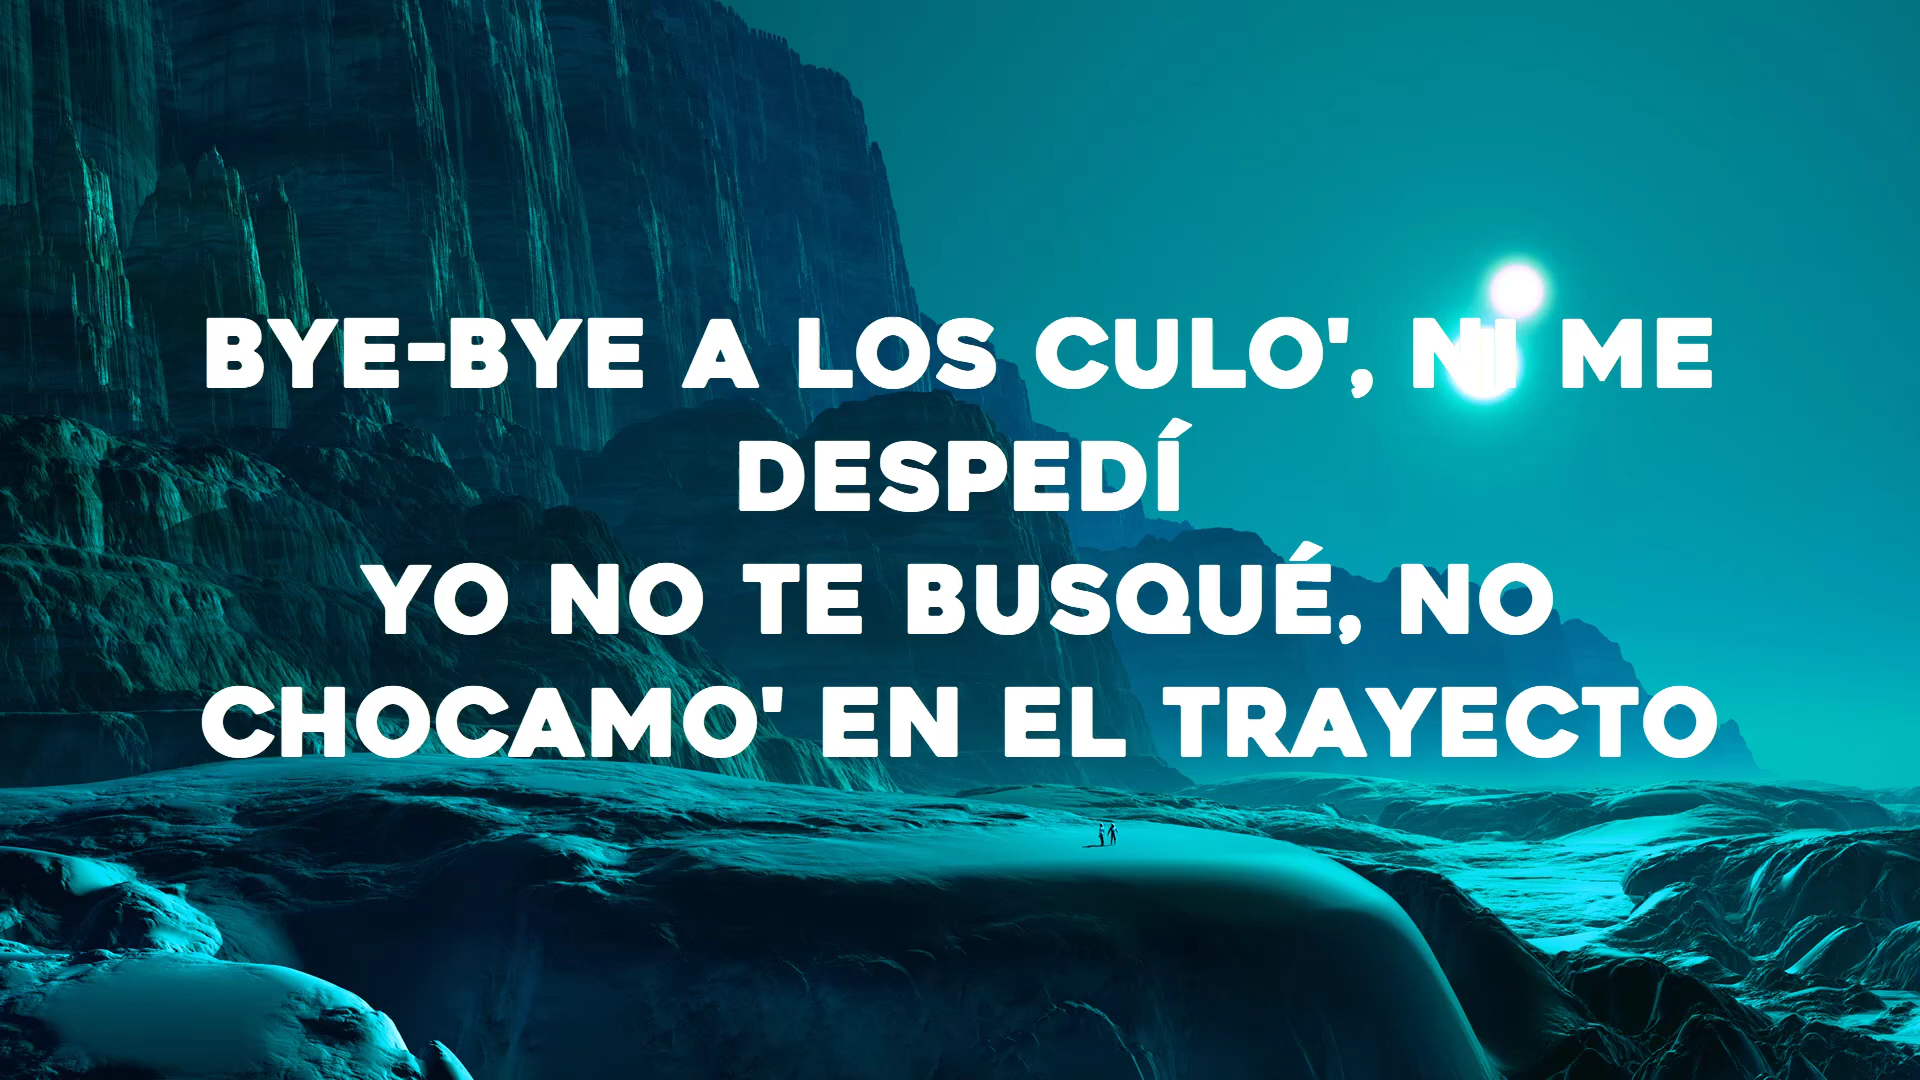 BYE-BYE A LOS CULO', NI ME
DESPEDÍ
YO NO TE BUSQUÉ, NO
CHOCAMO' EN EL TRAYECTO